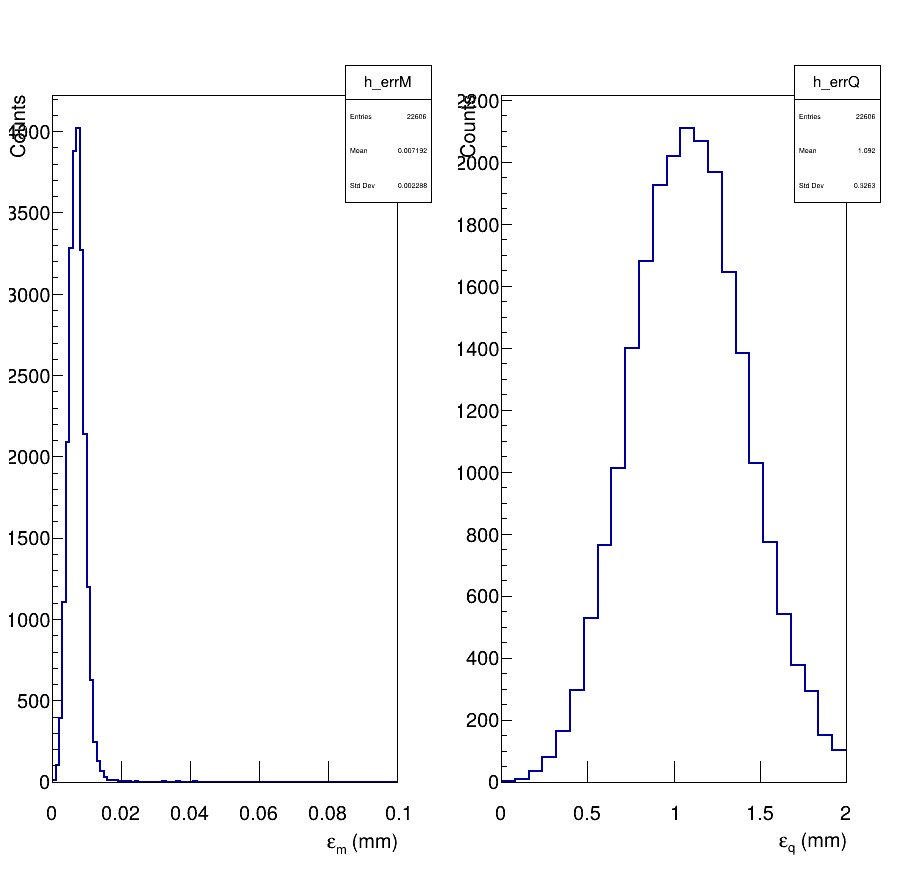 h_errM
Entries 22606
Mean 0.007192
Std Dev 0.002288
Counts
4000
3500
3000
2500
2000
1500
1000
500
0
0 0.02 0.04 0.06 0.08 0.1
εm (mm)
h_errQ
Entries 22606
Mean 1.092
Std Dev 0.3263
Counts
2200
2000
1800
1600
1400
1200
1000
800
600
400
200
0
0 0.5 1 1.5 2
εq (mm)